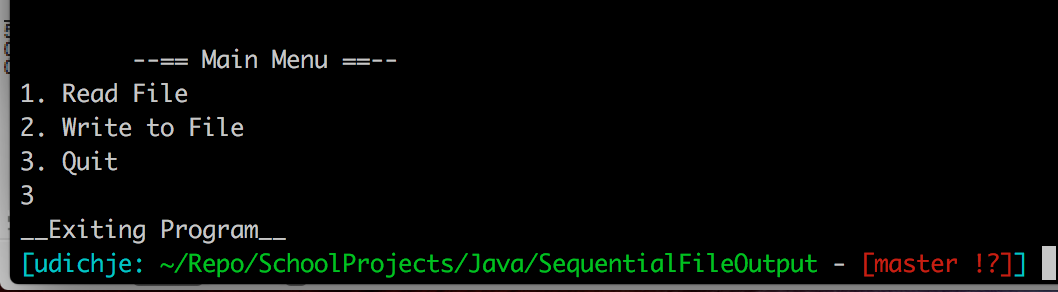 --== Main Menu ==--
1. Read File
2. Write to File
3. Quit
3
__Exiting Program__
[udichje: ~/Repo/SchoolProjects/Java/SequentialFileOutput - [master !?]]